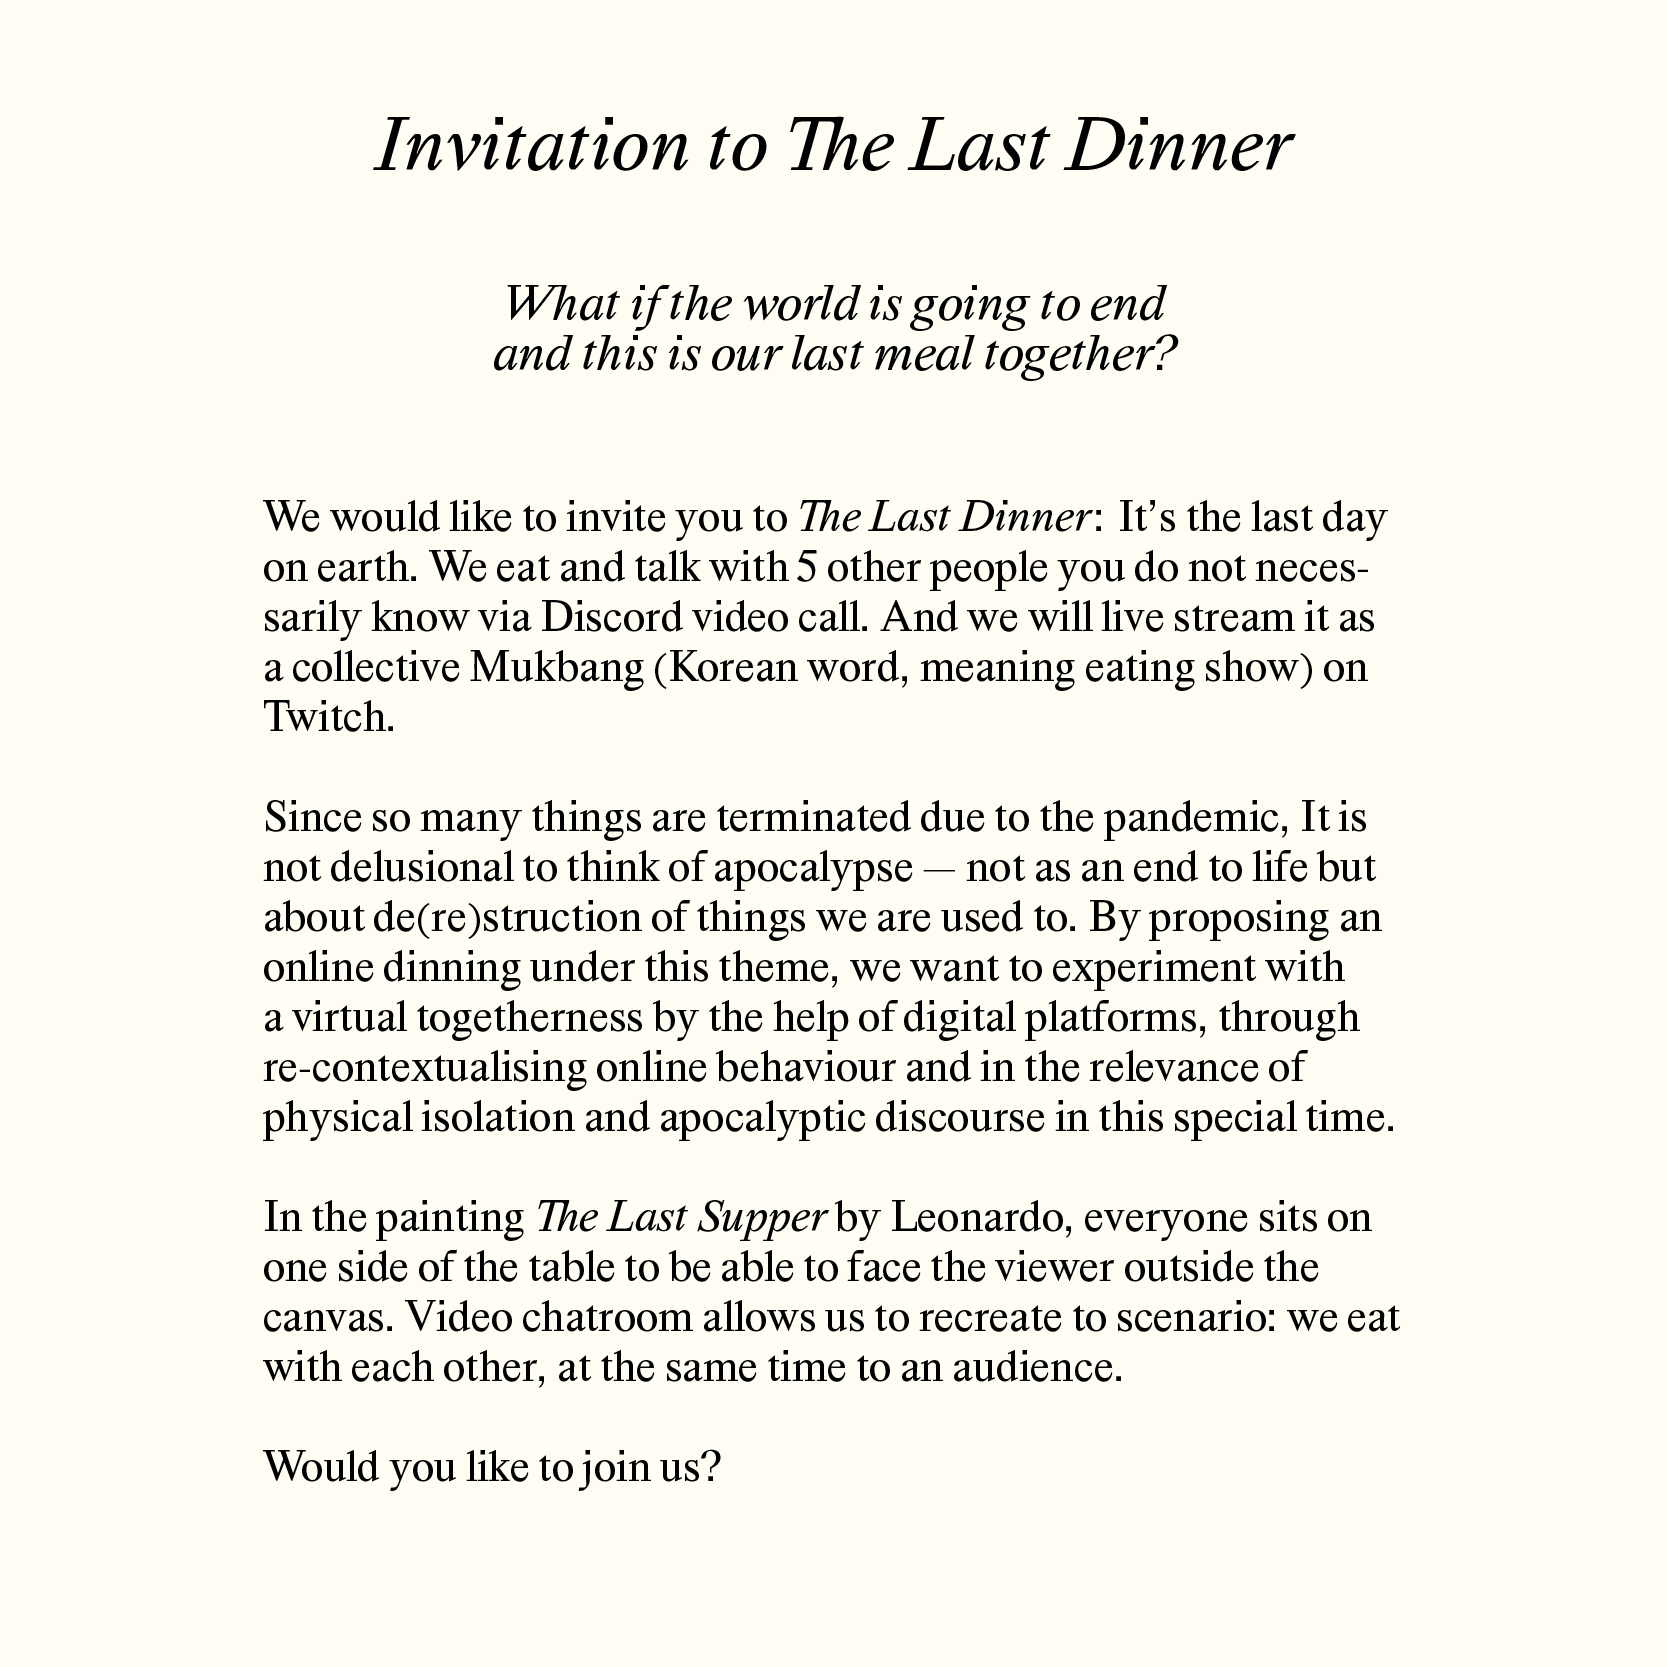 Invitation to The Last Dinner
What if the world is going to end
and this is our last meal together?
We would like to invite you to The Last Dinner: It’s the last day
on earth. We eat and talk with 5 other people you do not neces-
sarily know via Discord video call. And we will live stream it as
a collective Mukbang (Korean word, meaning eating show) on
Twitch.
Since so many things are terminated due to the pandemic, It is
not delusional to think of apocalypse — not as an end to life but
about de(re)struction of things we are used to. By proposing an
online dinning under this theme, we want to experiment with
a virtual togetherness by the help of digital platforms, through
re-contextualising online behaviour and in the relevance of
physical isolation and apocalyptic discourse in this special time.
In the painting The Last Supper by Leonardo, everyone sits on
one side of the table to be able to face the viewer outside the
canvas. Video chatroom allows us to recreate to scenario: we eat
with each other, at the same time to an audience.
Would you like to join us?